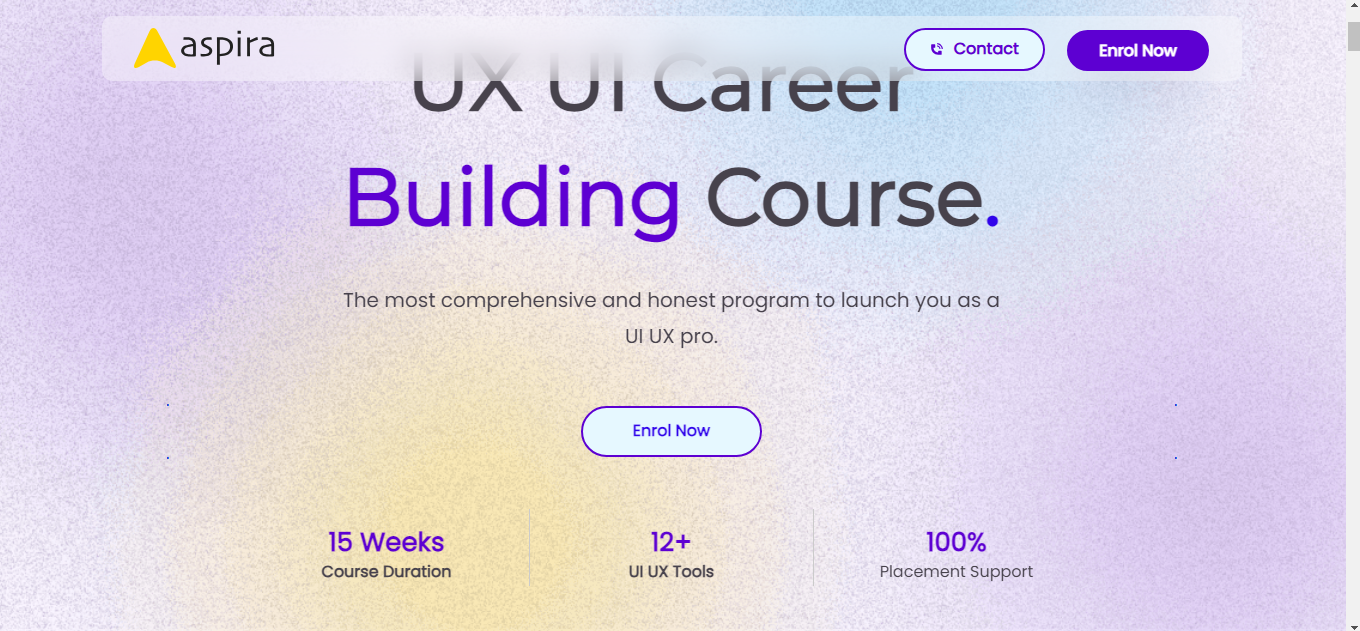 aspira
Contact
Enrol Now
UX UI Career
Building Course.
The most comprehensive and honest program to launch you as a
UI UX pro.
Enrol Now
15 Weeks
Course Duration
12+
UI UX Tools
100%
Placement Support